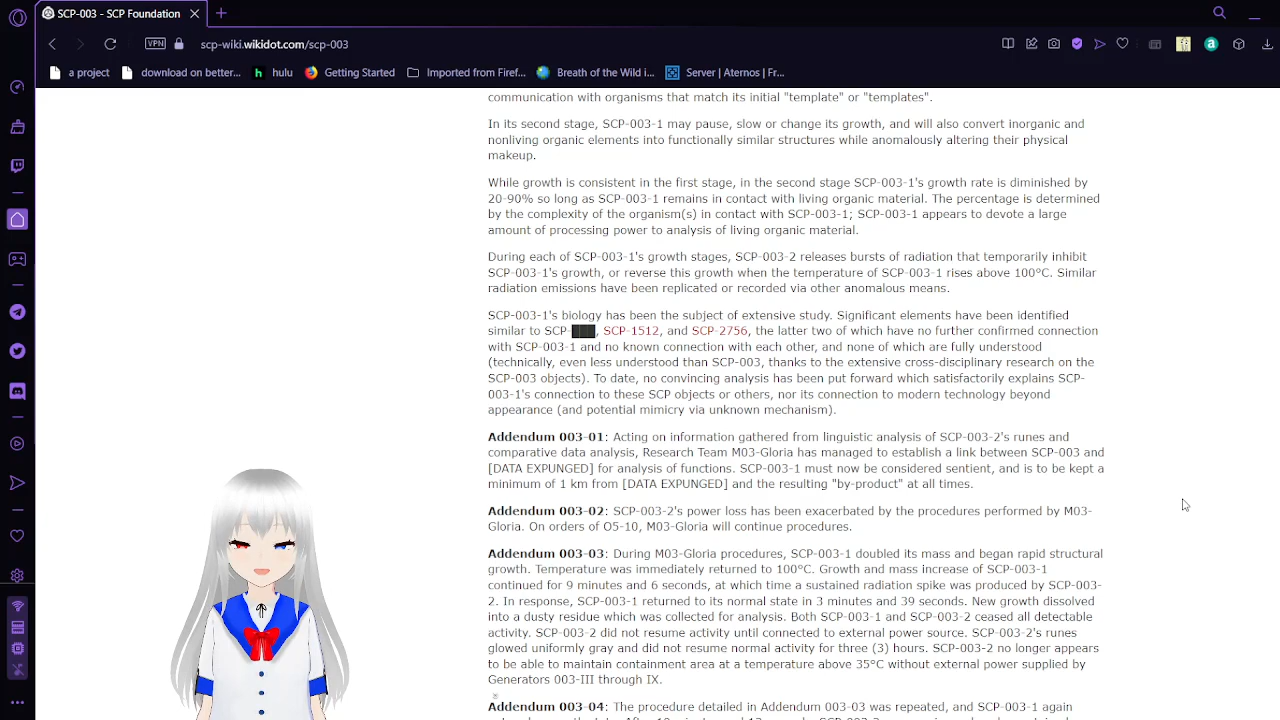 SCP-003 - SCP Foundation
VPN
scp-wiki.wikidot.com/scp-003
a project
download on better...
hulu
Getting Started
Imported from Firef...
Breath of the Wild i...
Server | Aternos | Fr...
communication with organisms that match its initial "template" or "templates".
In its second stage, SCP-003-1 may pause, slow or change its growth, and will also convert inorganic and
nonliving organic elements into functionally similar structures while anomalously altering their physical
makeup.
While growth is consistent in the first stage, in the second stage SCP-003-1's growth rate is diminished by
20-90% so long as SCP-003-1 remains in contact with living organic material. The percentage is determined
by the complexity of the organism(s) in contact with SCP-003-1; SCP-003-1 appears to devote a large
amount of processing power to analysis of living organic material.
During each of SCP-003-1's growth stages, SCP-003-2 releases bursts of radiation that temporarily inhibit
SCP-003-1's growth, or reverse this growth when the temperature of SCP-003-1 rises above 100°C. Similar
radiation emissions have been replicated or recorded via other anomalous means.
SCP-003-1's biology has been the subject of extensive study. Significant elements have been identified
similar to SCP-███, SCP-1512, and SCP-2756, the latter two of which have no further confirmed connection
with SCP-003-1 and no known connection with each other, and none of which are fully understood
(technically, even less understood than SCP-003, thanks to the extensive cross-disciplinary research on the
SCP-003 objects). To date, no convincing analysis has been put forward which satisfactorily explains SCP-
003-1's connection to these SCP objects or others, nor its connection to modern technology beyond
appearance (and potential mimicry via unknown mechanism).
Addendum 003-01: Acting on information gathered from linguistic analysis of SCP-003-2's runes and
comparative data analysis, Research Team M03-Gloria has managed to establish a link between SCP-003 and
[DATA EXPUNGED] for analysis of functions. SCP-003-1 must now be considered sentient, and is to be kept a
minimum of 1 km from [DATA EXPUNGED] and the resulting "by-product" at all times.
Addendum 003-02: SCP-003-2's power loss has been exacerbated by the procedures performed by M03-
Gloria. On orders of O5-10, M03-Gloria will continue procedures.
Addendum 003-03: During M03-Gloria procedures, SCP-003-1 doubled its mass and began rapid structural
growth. Temperature was immediately returned to 100°C. Growth and mass increase of SCP-003-1
continued for 9 minutes and 6 seconds, at which time a sustained radiation spike was produced by SCP-003-
2. In response, SCP-003-1 returned to its normal state in 3 minutes and 39 seconds. New growth dissolved
into a dusty residue which was collected for analysis. Both SCP-003-1 and SCP-003-2 ceased all detectable
activity. SCP-003-2 did not resume activity until connected to external power source. SCP-003-2's runes
glowed uniformly gray and did not resume normal activity for three (3) hours. SCP-003-2 no longer appears
to be able to maintain containment area at a temperature above 35°C without external power supplied by
Generators 003-III through IX.
Addendum 003-04: The procedure detailed in Addendum 003-03 was repeated, and SCP-003-1 again